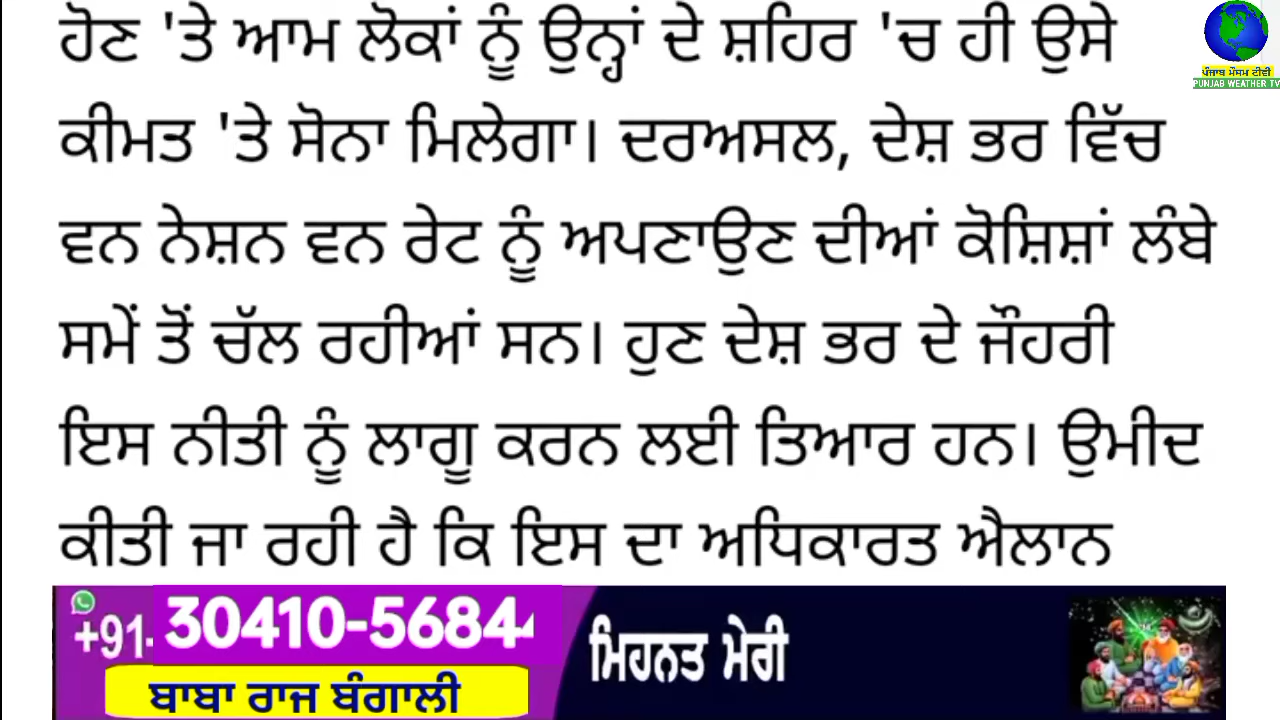 ਹੋਣ 'ਤੇ ਆਮ ਲੋਕਾਂ ਨੂੰ ਉਨ੍ਹਾਂ ਦੇ ਸ਼ਹਿਰ 'ਚ ਹੀ ਉਸੇ
ਪੰਜਾਬ ਮੌਸਮ ਟੀਵੀ
PUNJAB WEATHER TV
ਕੀਮਤ 'ਤੇ ਸੋਨਾ ਮਿਲੇਗਾ। ਦਰਅਸਲ, ਦੇਸ਼ ਭਰ ਵਿੱਚ
ਵਨ ਨੇਸ਼ਨ ਵਨ ਰੇਟ ਨੂੰ ਅਪਣਾਉਣ ਦੀਆਂ ਕੋਸ਼ਿਸ਼ਾਂ ਲੰਬੇ
ਸਮੇਂ ਤੋਂ ਚੱਲ ਰਹੀਆਂ ਸਨ। ਹੁਣ ਦੇਸ਼ ਭਰ ਦੇ ਜੌਹਰੀ
ਇਸ ਨੀਤੀ ਨੂੰ ਲਾਗੂ ਕਰਨ ਲਈ ਤਿਆਰ ਹਨ। ਉਮੀਦ
ਕੀਤੀ ਜਾ ਰਹੀ ਹੈ ਕਿ ਇਸ ਦਾ ਅਧਿਕਾਰਤ ਐਲਾਨ
+91- 30410-5684
ਬਾਬਾ ਰਾਜ ਬੰਗਾਲੀ
ਮਿਹਨਤ ਮੇਰੀ